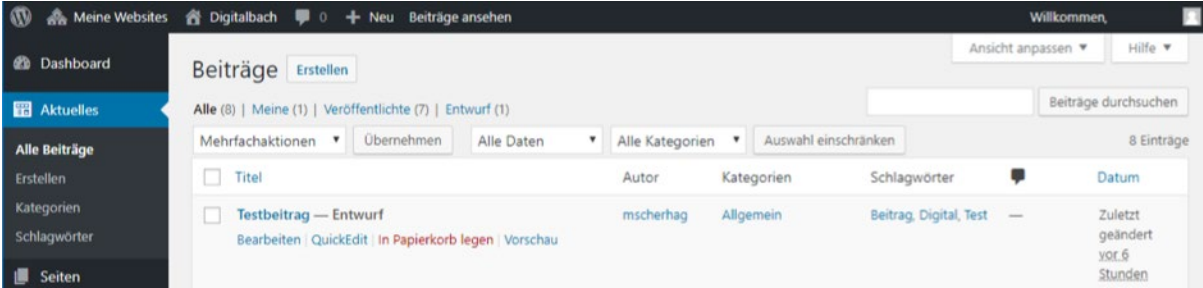 Meine Websites Digitalbach 0 Neu Beiträge ansehen Willkommen,
Dashboard
Aktuelles
Alle Beiträge
Erstellen
Kategorien
Schlagwörter
Seiten
Ansicht anpassen Hilfe
Beiträge Erstellen
Alle (8) | Meine (1) | Veröffentlichte (7) | Entwurf (1)
Beiträge durchsuchen
Mehrfachaktionen Übernehmen Alle Daten Alle Kategorien Auswahl einschränken 8 Einträge
Titel Autor Kategorien Schlagwörter Datum
Testbeitrag — Entwurf mscherhag Allgemein Beitrag, Digital, Test — Zuletzt
geändert
vor 6
Stunden
Bearbeiten | QuickEdit | In Papierkorb legen | Vorschau